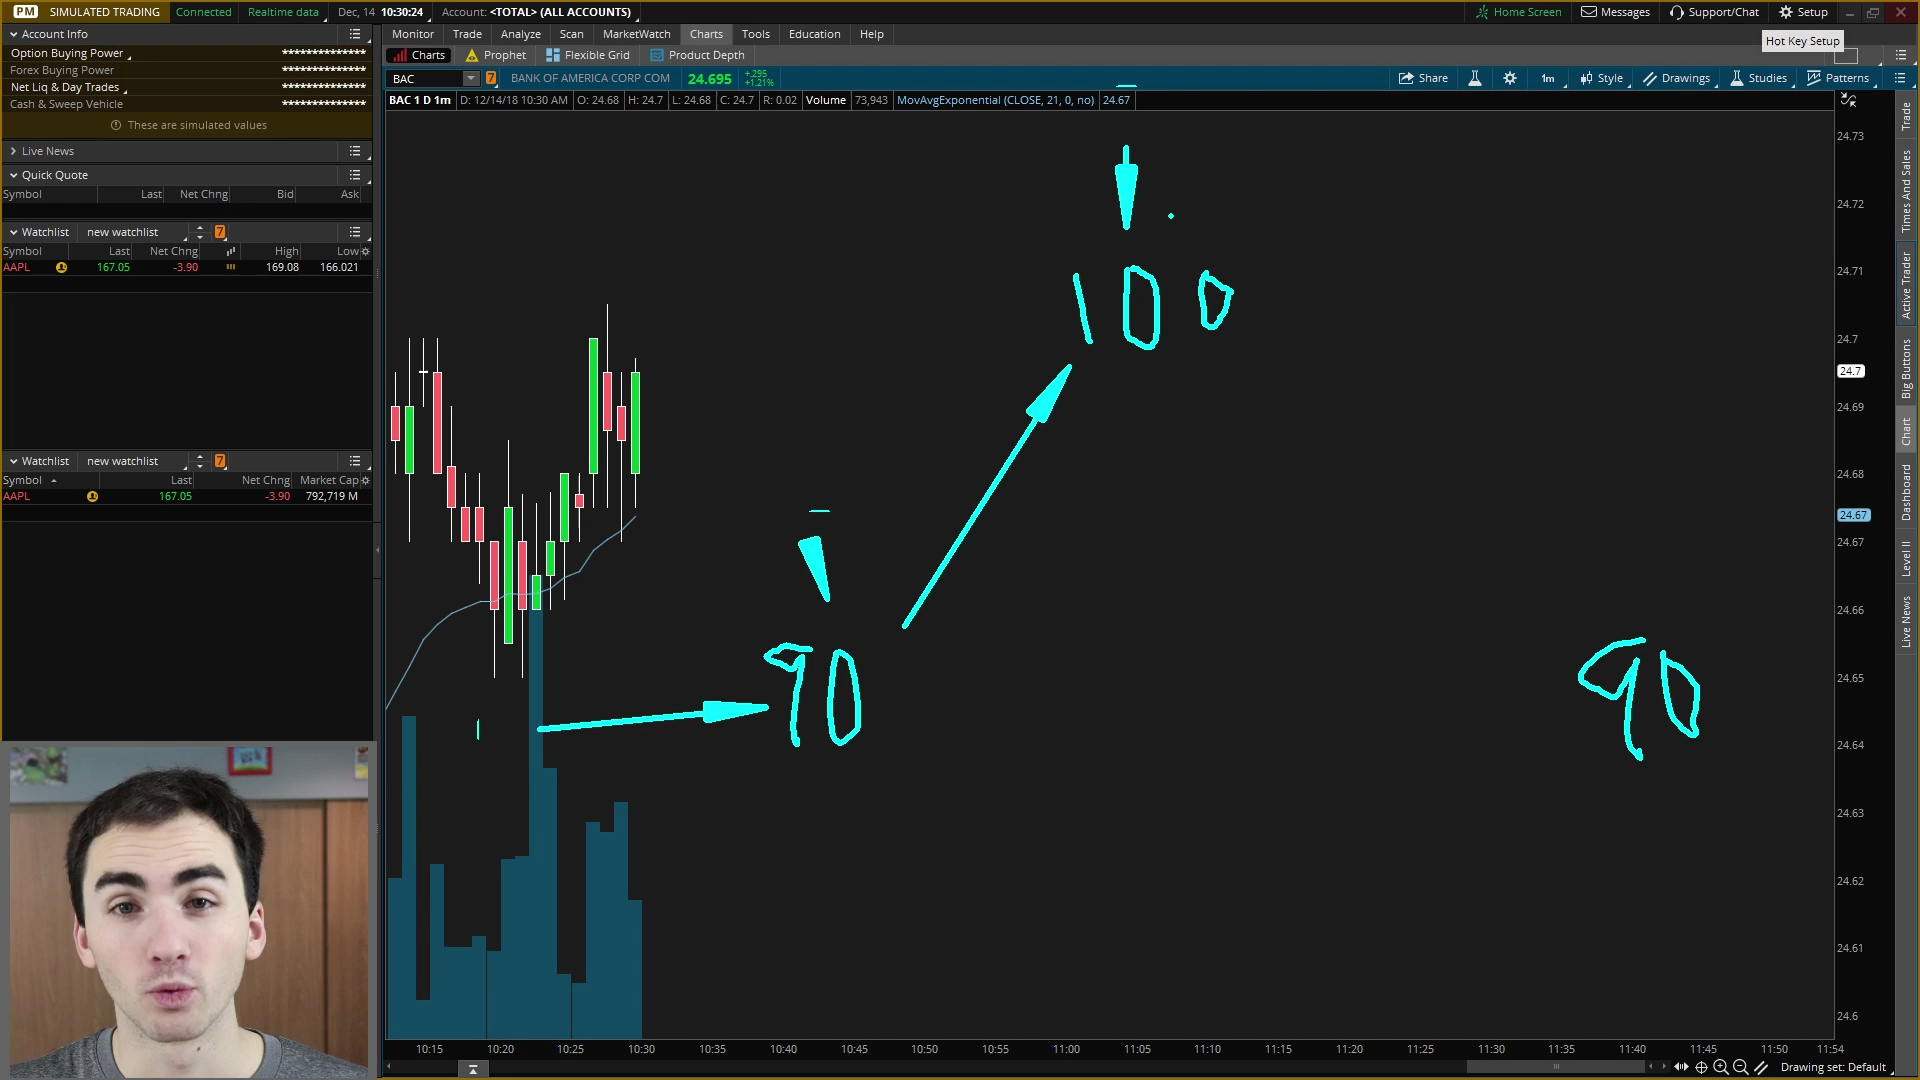 PM SIMULATED TRADING Connected Realtime data Dec, 14 10:30:24 Account: <TOTAL> (ALL ACCOUNTS) Home Screen Messages Support/Chat Setup
Hot Key Setup
Account Info
Option Buying Power **************
Forex Buying Power **************
Net Liq & Day Trades **************
Cash & Sweep Vehicle **************
These are simulated values
Live News
Quick Quote
Symbol Last Net Chng Bid Ask
Watchlist new watchlist 7
Symbol Last Net Chng High Low
AAPL 167.05 -3.90 169.08 166.021
Watchlist new watchlist 7
Symbol Last Net Chng Market Cap
AAPL 167.05 -3.90 792,719 M
Monitor Trade Analyze Scan MarketWatch Charts Tools Education Help
Charts Prophet Flexible Grid Product Depth
BAC 7 BANK OF AMERICA CORP COM 24.695 +.295 +1.21% Share 1m Style Drawings Studies Patterns
BAC 1 D 1m D: 12/14/18 10:30 AM O: 24.68 H: 24.7 L: 24.68 C: 24.7 R: 0.02 Volume 73,943 MovAvgExponential (CLOSE, 21, 0, no) 24.67
100
90
90
24.73
24.72
24.71
24.7
24.7
24.69
24.68
24.67
24.67
24.66
24.65
24.64
24.63
24.62
24.61
24.6
10:15 10:20 10:25 10:30 10:35 10:40 10:45 10:50 10:55 11:00 11:05 11:10 11:15 11:20 11:25 11:30 11:35 11:40 11:45 11:50 11:54
Drawing set: Default
Trade
Times And Sales
Active Trader
Big Buttons
Chart
Dashboard
Level II
Live News